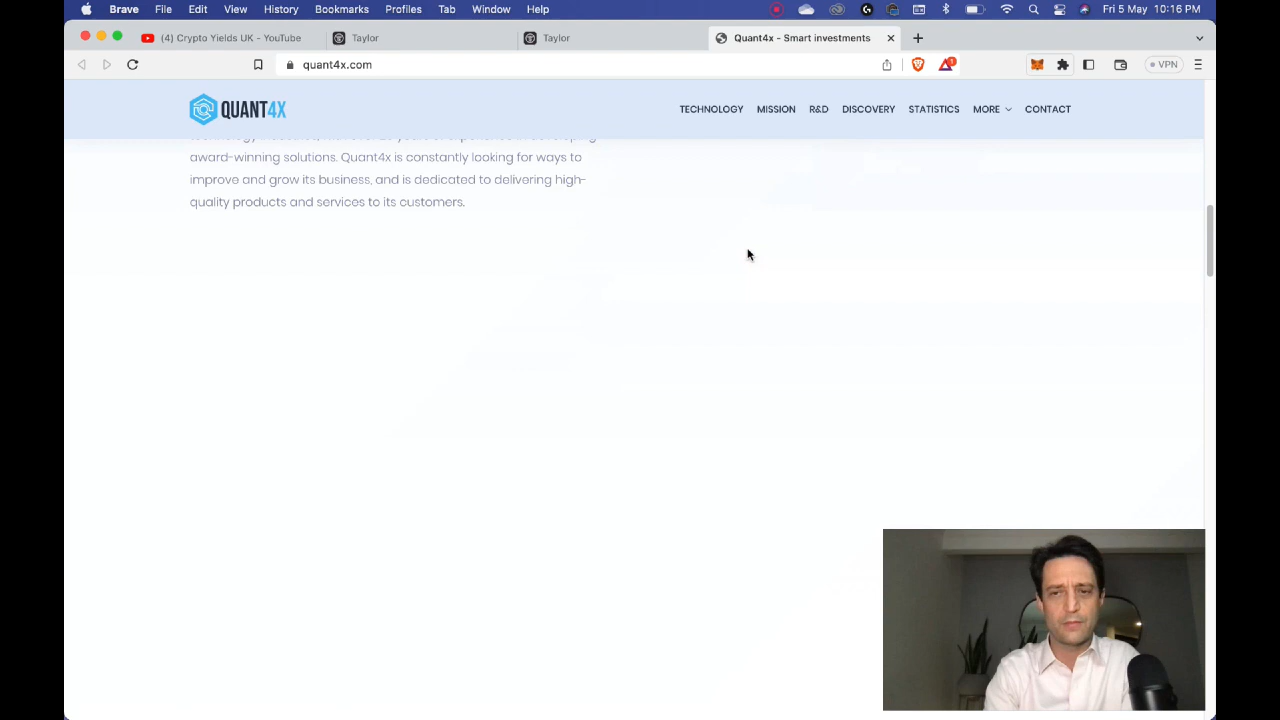 Brave File Edit View History Bookmarks Profiles Tab Window Help Fri 5 May 10:16 PM
(4) Crypto Yields UK - YouTube Taylor Taylor Quant4x - Smart investments
quant4x.com 1 VPN
QUANT4X TECHNOLOGY MISSION R&D DISCOVERY STATISTICS MORE CONTACT
award-winning solutions. Quant4x is constantly looking for ways to
improve and grow its business, and is dedicated to delivering high-
quality products and services to its customers.